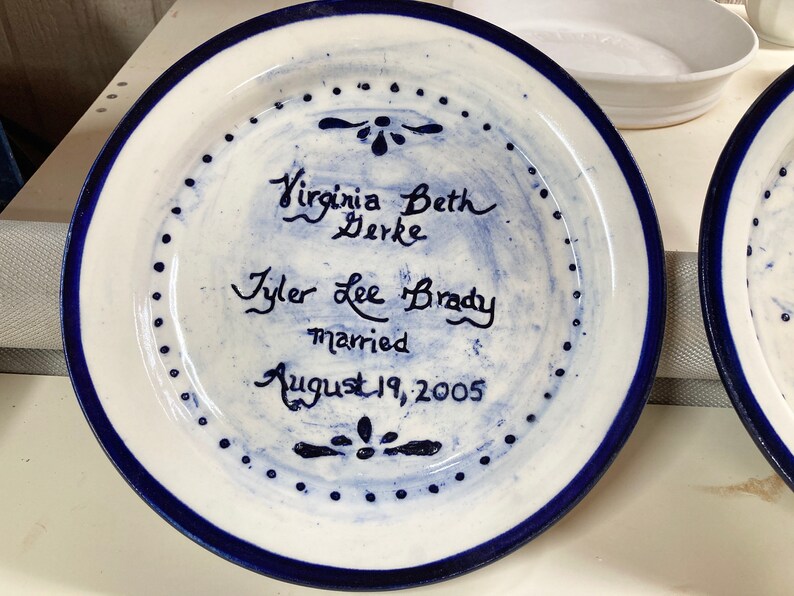 Virginia Beth
Gerke
Tyler Lee Brady
married
August 19, 2005